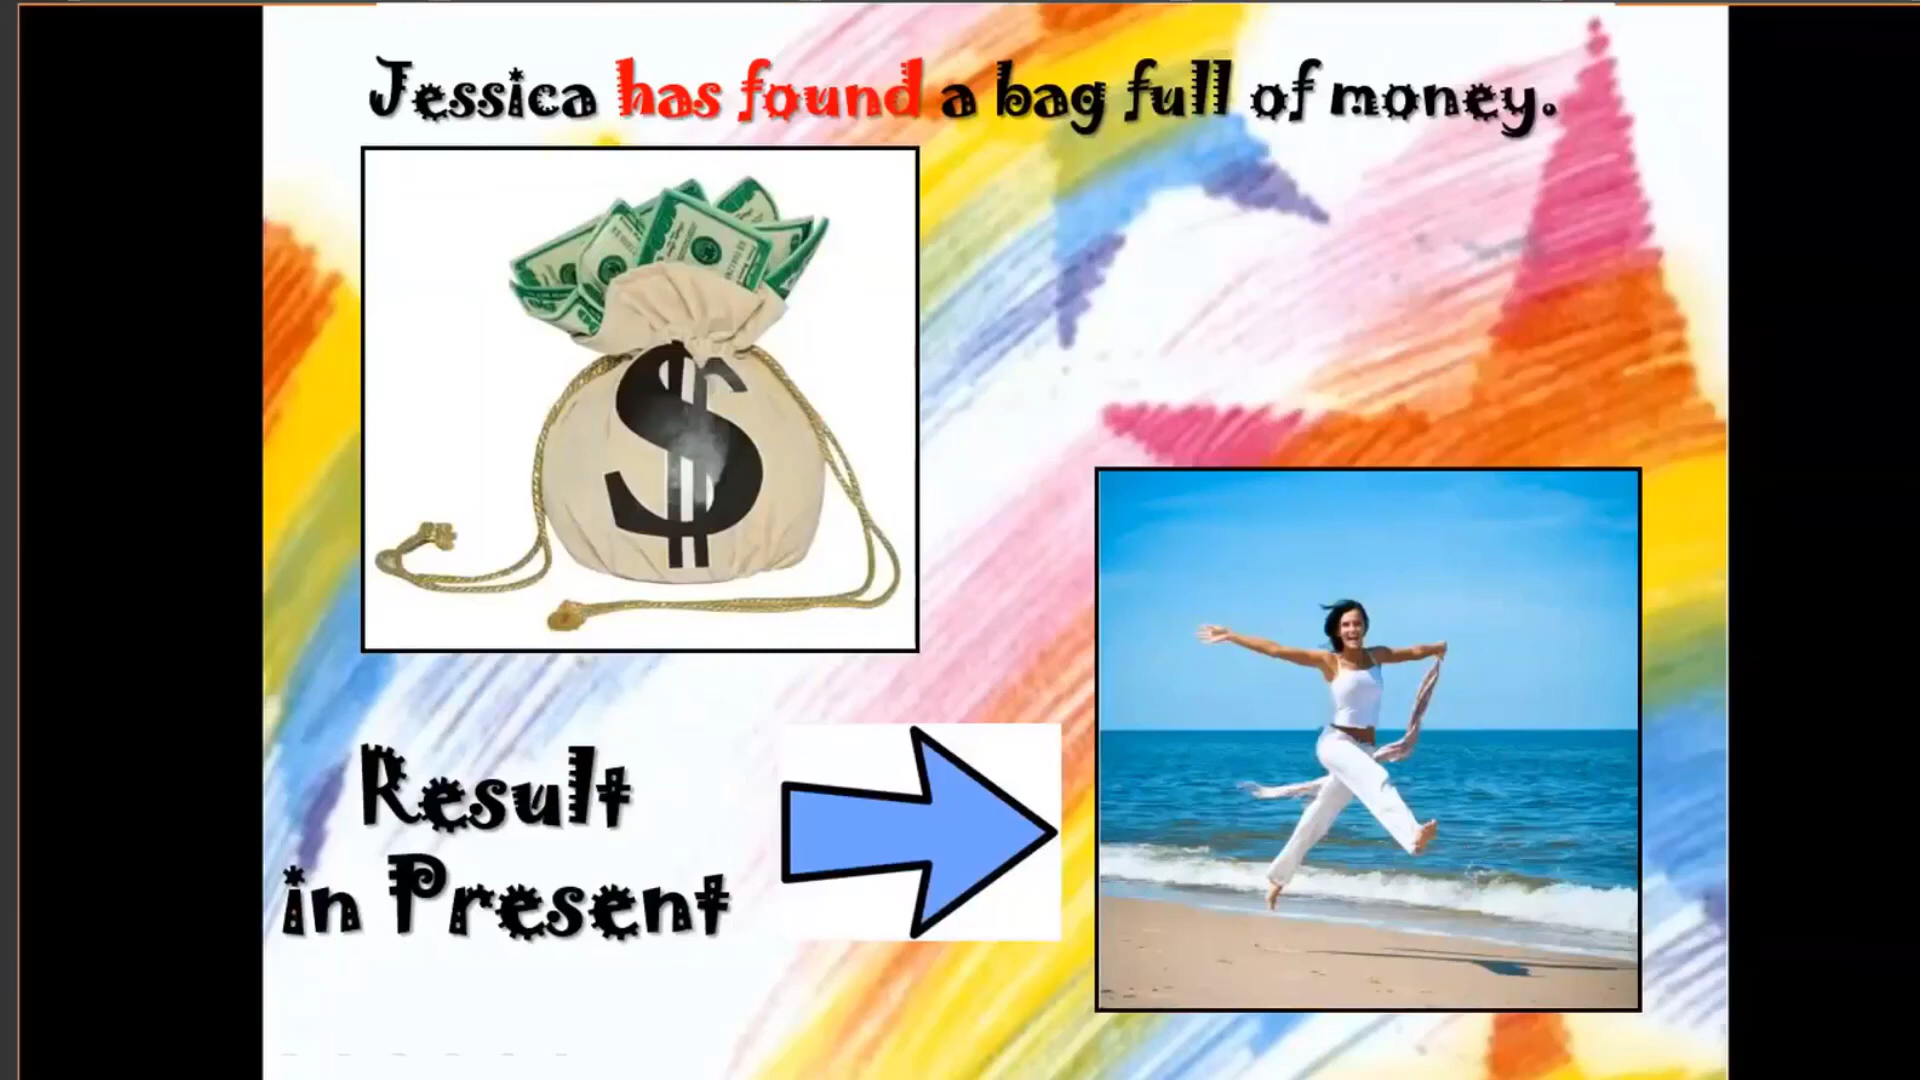 Jessica has found a bag full of money.
$
Result
in Present